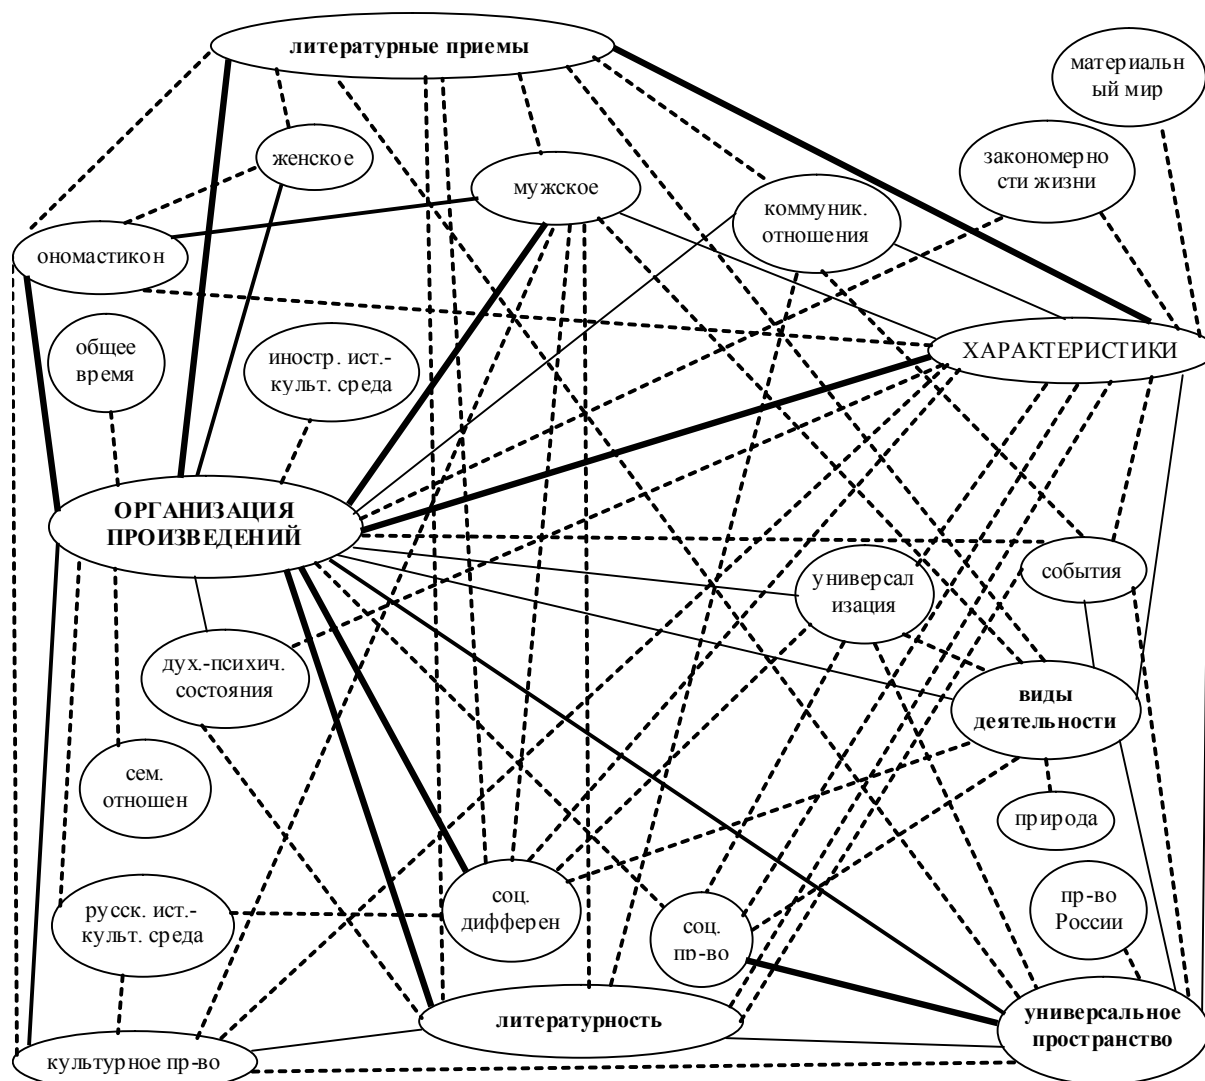 литературные приемы
материальн
ый мир
женское
закономерно
сти жизни
мужское
коммуник.
отношения
ономастикон
общее
время
иностр. ист.-
культ. среда
ХАРАКТЕРИСТИКИ
ОРГАНИЗАЦИЯ
ПРОИЗВЕДЕНИЙ
универсал
изация
события
дух.-психич.
состояния
виды
деятельности
сем.
отношен
природа
русск. ист.-
культ. среда
соц.
дифферен
соц.
пр-во
пр-во
России
литературность
универсальное
пространство
культурное пр-во